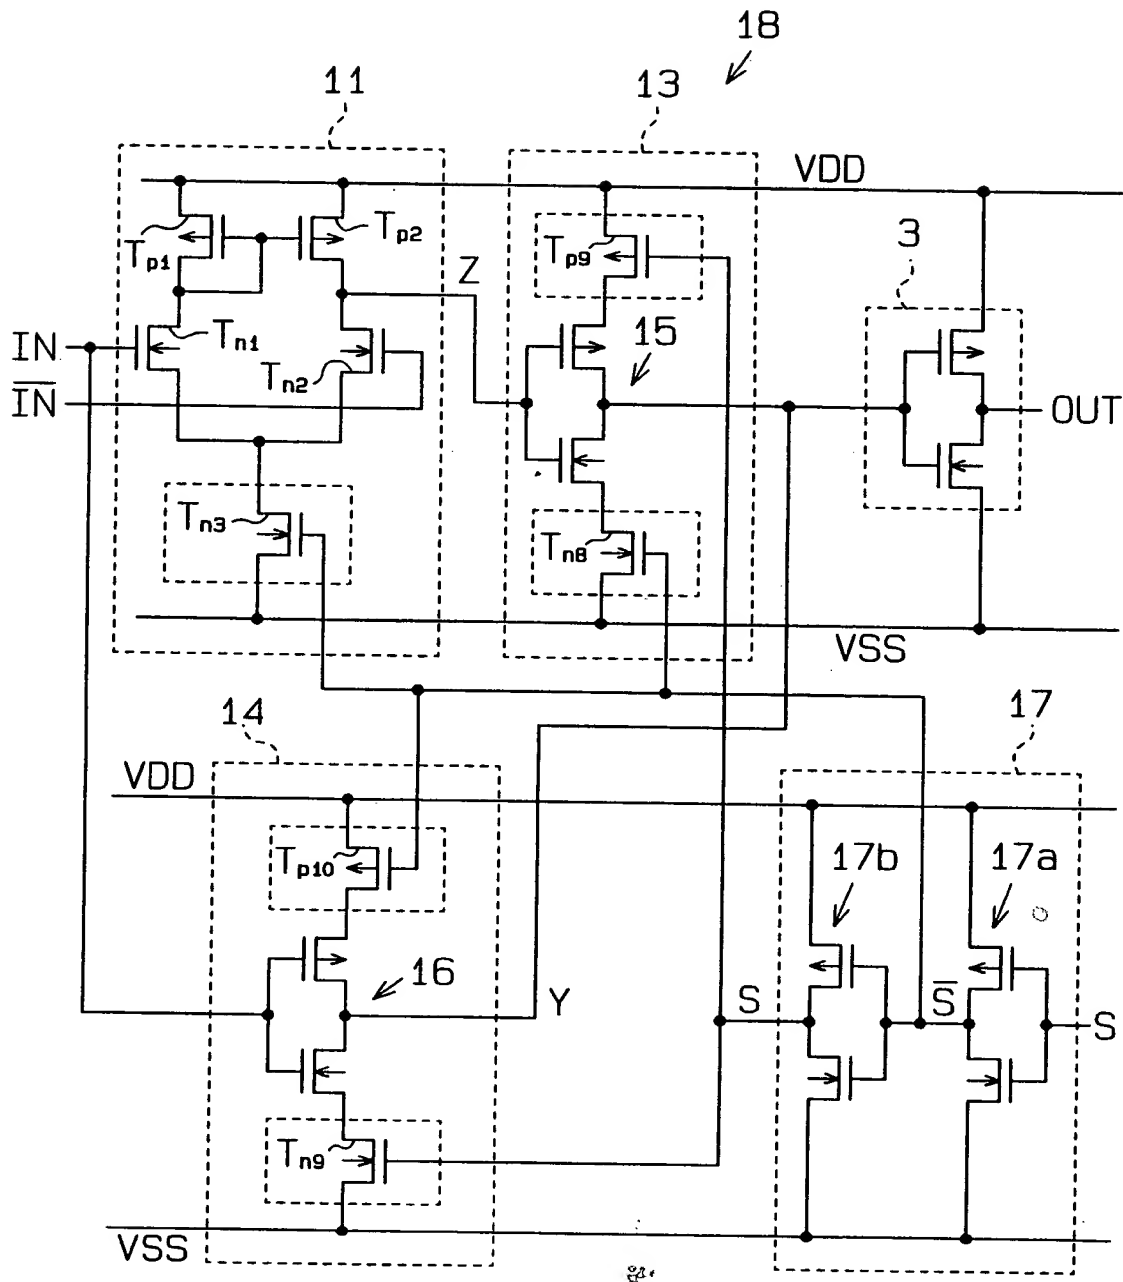 18
11
13
VDD
Tp1
Tp2
Tp9
3
Z
IN
Tn1
15
IN̅
Tn2
OUT
Tn3
Tn8
VSS
14
17
VDD
Tp10
17b
17a
16
Y
S
S̅
S
Tn9
VSS